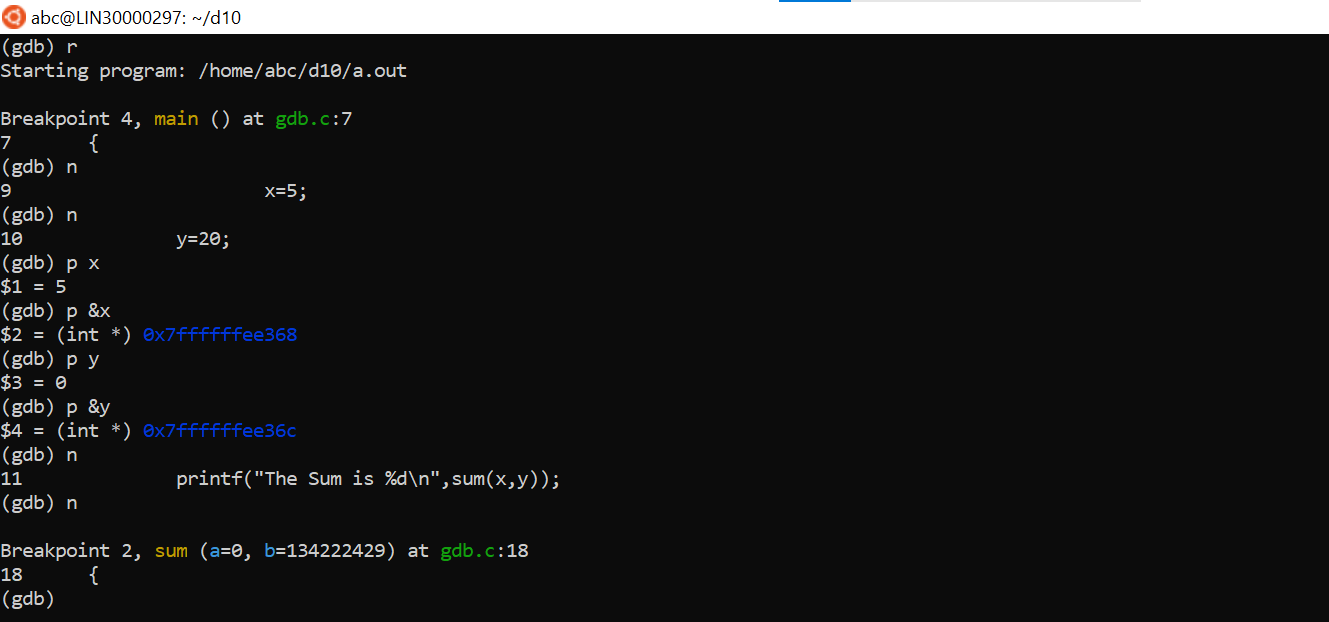 abc@LIN30000297: ~/d10
(gdb) r
Starting program: /home/abc/d10/a.out
Breakpoint 4, main () at gdb.c:7
7       {
(gdb) n
9                       x=5;
(gdb) n
10              y=20;
(gdb) p x
$1 = 5
(gdb) p &x
$2 = (int *) 0x7ffffffee368
(gdb) p y
$3 = 0
(gdb) p &y
$4 = (int *) 0x7ffffffee36c
(gdb) n
11              printf("The Sum is %d\n",sum(x,y));
(gdb) n
Breakpoint 2, sum (a=0, b=134222429) at gdb.c:18
18      {
(gdb)